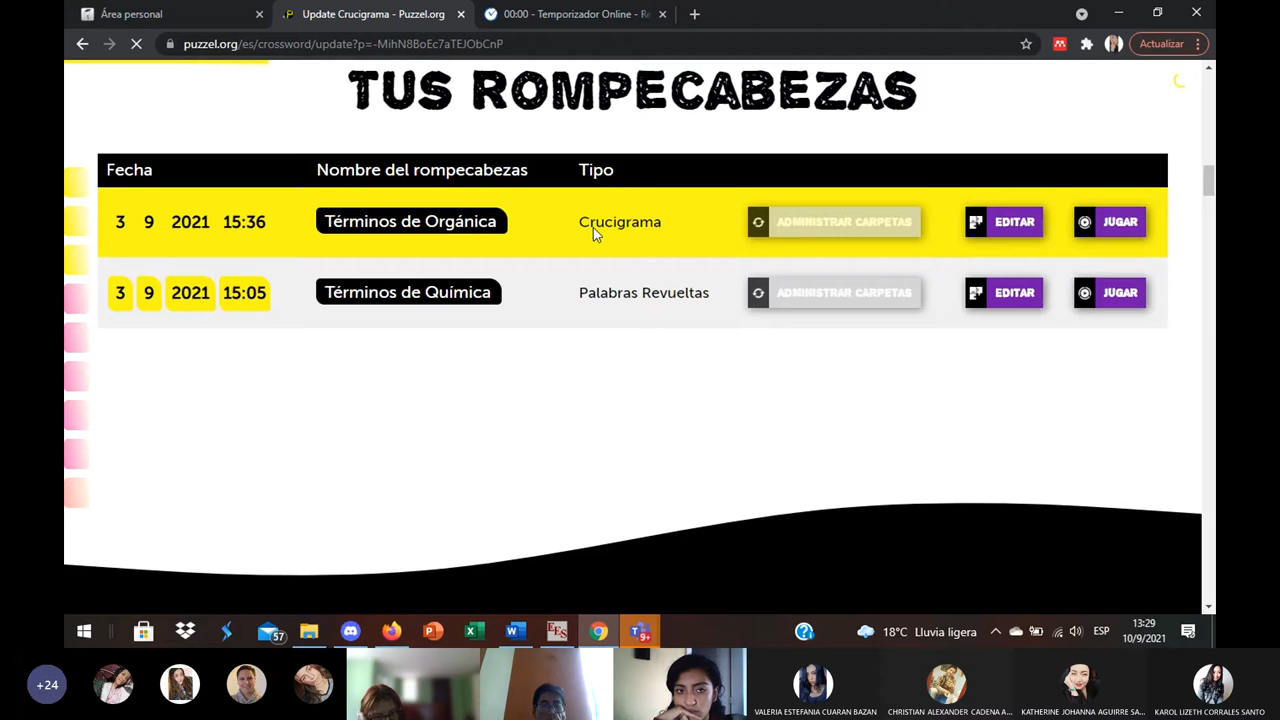 Área personal
Update Crucigrama - Puzzel.org
00:00 - Temporizador Online - Re
puzzel.org/es/crossword/update?p=-MihN8BoEc7aTEJObCnP
Actualizar
TUS ROMPECABEZAS
Fecha Nombre del rompecabezas Tipo
3 9 2021 15:36 Términos de Orgánica Crucigrama ADMINISTRAR CARPETAS EDITAR JUGAR
3 9 2021 15:05 Términos de Química Palabras Revueltas ADMINISTRAR CARPETAS EDITAR JUGAR
57
9+
18°C Lluvia ligera
ESP
13:29
10/9/2021
+24
VALERIA ESTEFANIA CUARAN BAZAN
CHRISTIAN ALEXANDER CADENA A...
KATHERINE JOHANNA AGUIRRE SA...
KAROL LIZETH CORRALES SANTO